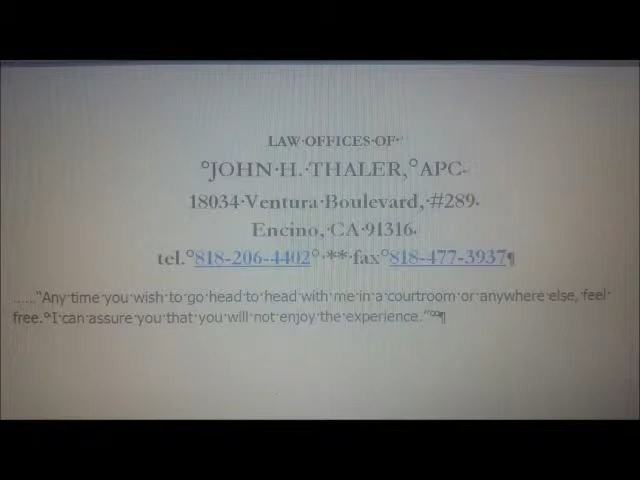 LAW·OFFICES·OF·
°JOHN·H.·THALER,°APC·
18034·Ventura·Boulevard,·#289·
Encino,·CA·91316·
tel.°818-206-4402°·**·fax°818-477-3937¶
......"Any·time·you·wish·to·go·head·to·head·with·me·in·a·courtroom·or·anywhere·else,·feel·
free.°I·can·assure·you·that·you·will·not·enjoy·the·experience."°°¶